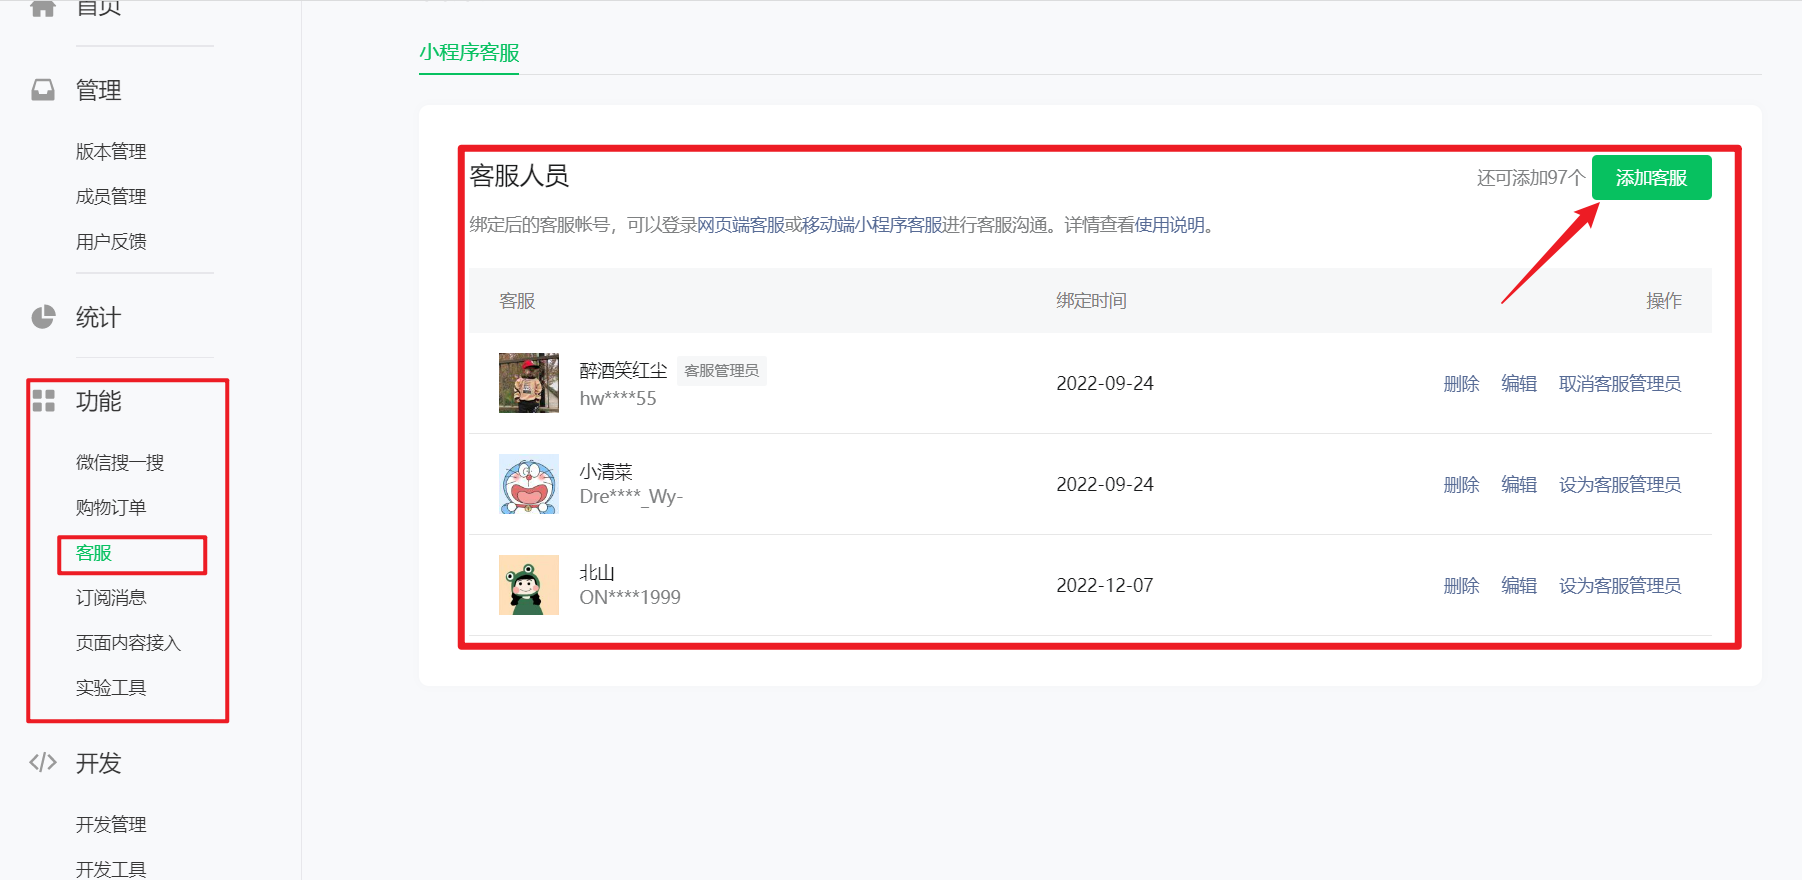 首页
管理
版本管理
成员管理
用户反馈
统计
功能
微信搜一搜
购物订单
客服
订阅消息
页面内容接入
实验工具
开发
开发管理
开发工具
小程序客服
客服人员
还可添加97个 添加客服
绑定后的客服帐号，可以登录网页端客服或移动端小程序客服进行客服沟通。详情查看使用说明。
客服 绑定时间 操作
醉酒笑红尘 客服管理员
hw****55
2022-09-24 删除 编辑 取消客服管理员
小清菜
Dre****_Wy-
2022-09-24 删除 编辑 设为客服管理员
北山
ON****1999
2022-12-07 删除 编辑 设为客服管理员